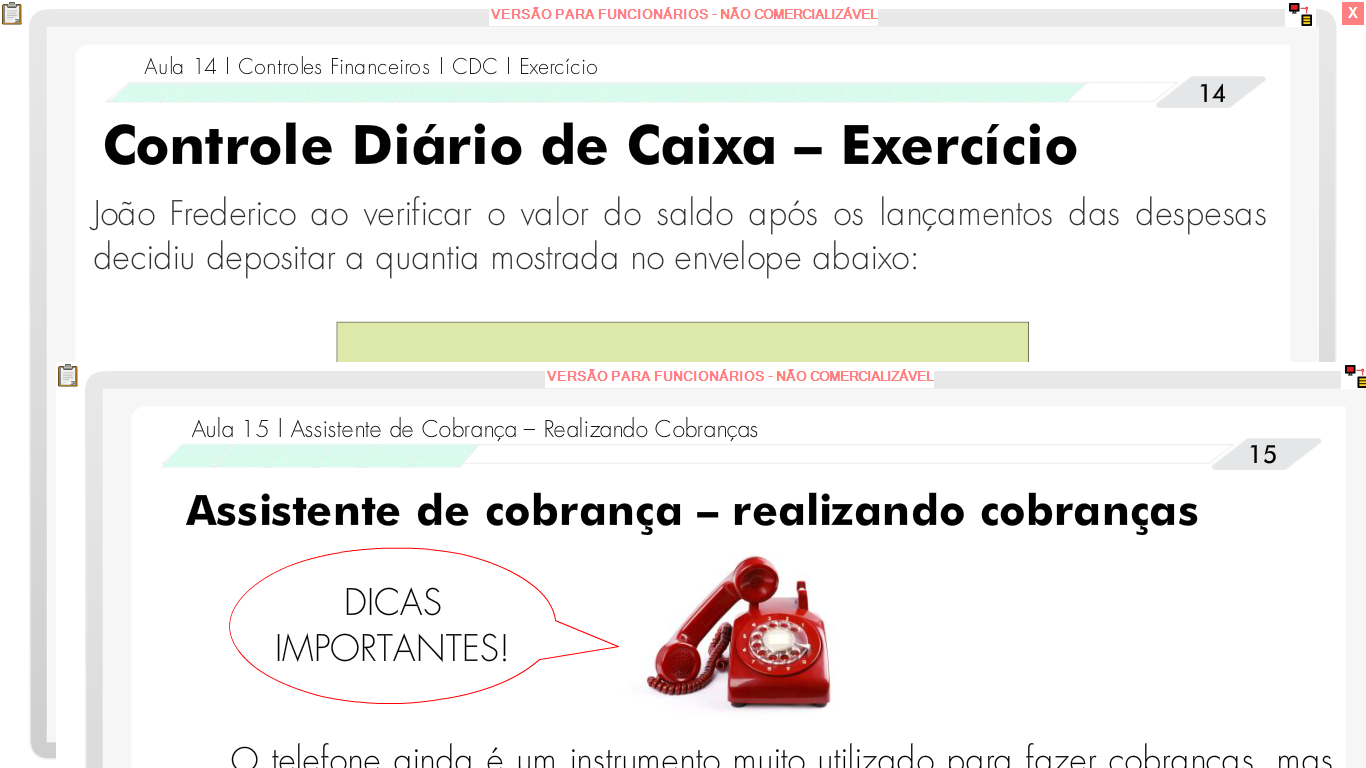 VERSÃO PARA FUNCIONÁRIOS - NÃO COMERCIALIZÁVEL
X
Aula 14 | Controles Financeiros | CDC | Exercício
14
Controle Diário de Caixa – Exercício
João Frederico ao verificar o valor do saldo após os lançamentos das despesas
decidiu depositar a quantia mostrada no envelope abaixo:
VERSÃO PARA FUNCIONÁRIOS - NÃO COMERCIALIZÁVEL
Aula 15 | Assistente de Cobrança – Realizando Cobranças
15
Assistente de cobrança – realizando cobranças
DICAS
IMPORTANTES!
O telefone ainda é um instrumento muito utilizado para fazer cobranças, mas